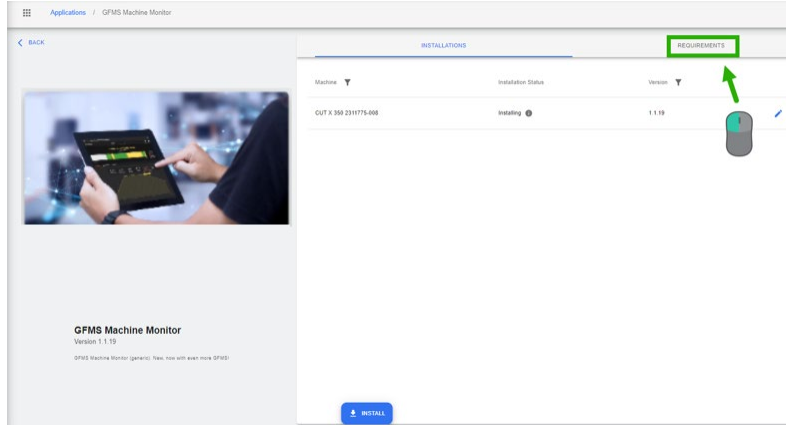 Applications / GFMS Machine Monitor
BACK
INSTALLATIONS
REQUIREMENTS
Machine
Installation Status
Version
CUT X 350 2311775-008
Installing
1.1.19
GFMS Machine Monitor
Version 1.1.19
GFMS Machine Monitor (generic) New, now with even more GFMS!
INSTALL